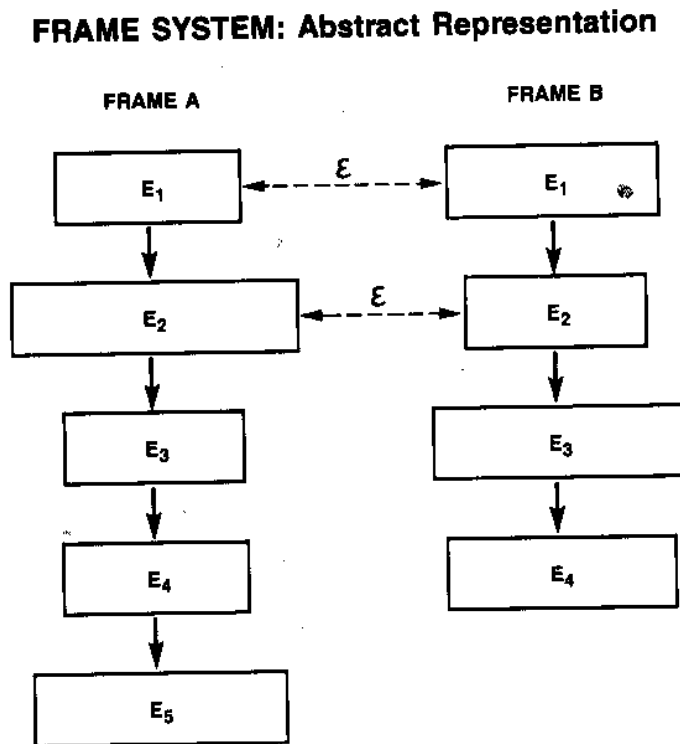 FRAME SYSTEM: Abstract Representation
FRAME A
FRAME B
E₁
ε
E₁
E₂
ε
E₂
E₃
E₃
E₄
E₄
E₅